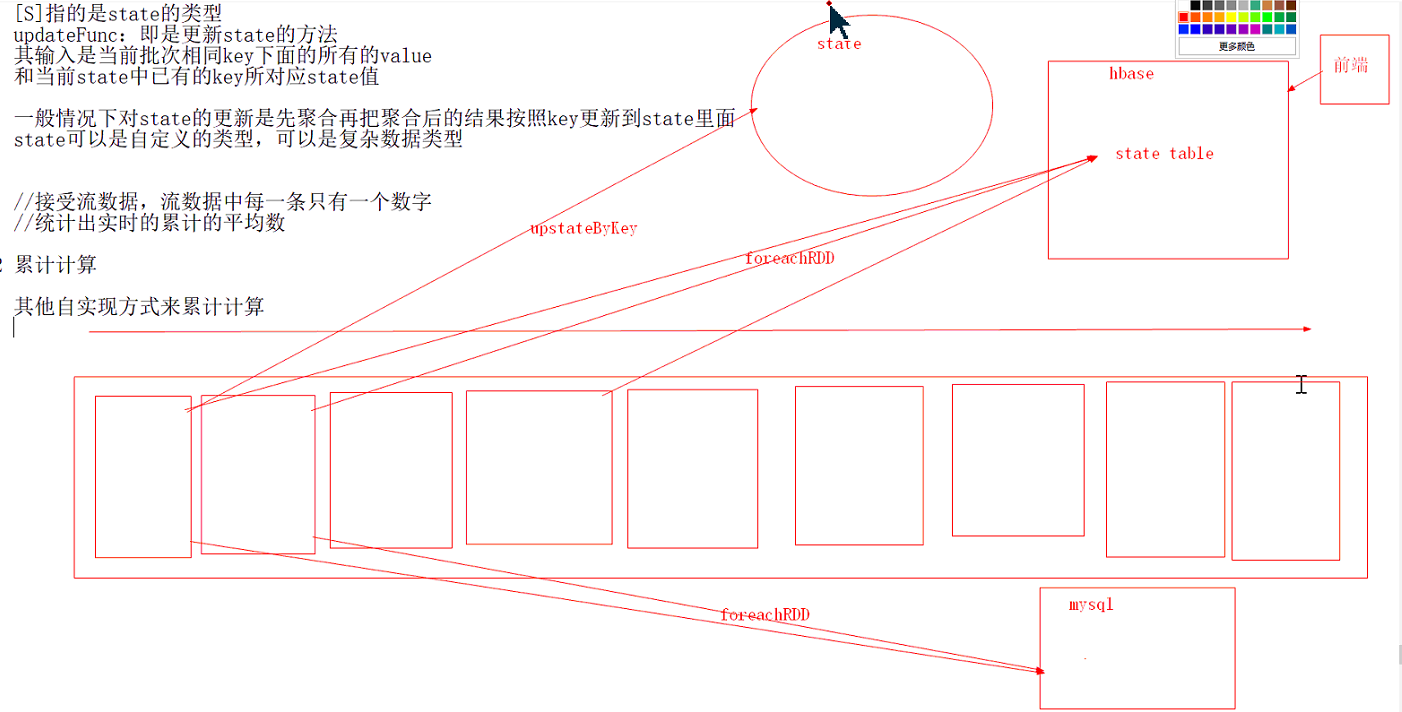 [S]指的是state的类型
updateFunc：即是更新state的方法
其输入是当前批次相同key下面的所有的value
和当前state中已有的key所对应state值
一般情况下对state的更新是先聚合再把聚合后的结果按照key更新到state里面
state可以是自定义的类型，可以是复杂数据类型
//接受流数据，流数据中每一条只有一个数字
//统计出实时的累计的平均数
2 累计计算
其他自实现方式来累计计算
state
更多颜色
hbase
前端
state table
upstateByKey
foreachRDD
foreachRDD
mysql